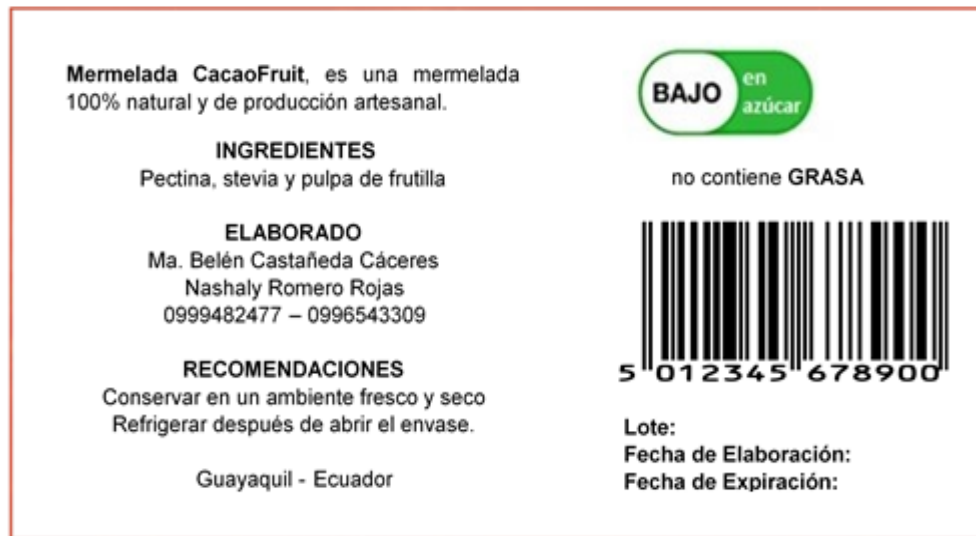 Mermelada CacaoFruit, es una mermelada
100% natural y de producción artesanal.
INGREDIENTES
Pectina, stevia y pulpa de frutilla
ELABORADO
Ma. Belén Castañeda Cáceres
Nashaly Romero Rojas
0999482477 – 0996543309
RECOMENDACIONES
Conservar en un ambiente fresco y seco
Refrigerar después de abrir el envase.
Guayaquil - Ecuador
BAJO en
azúcar
no contiene GRASA
5 012345 678900
Lote:
Fecha de Elaboración:
Fecha de Expiración: